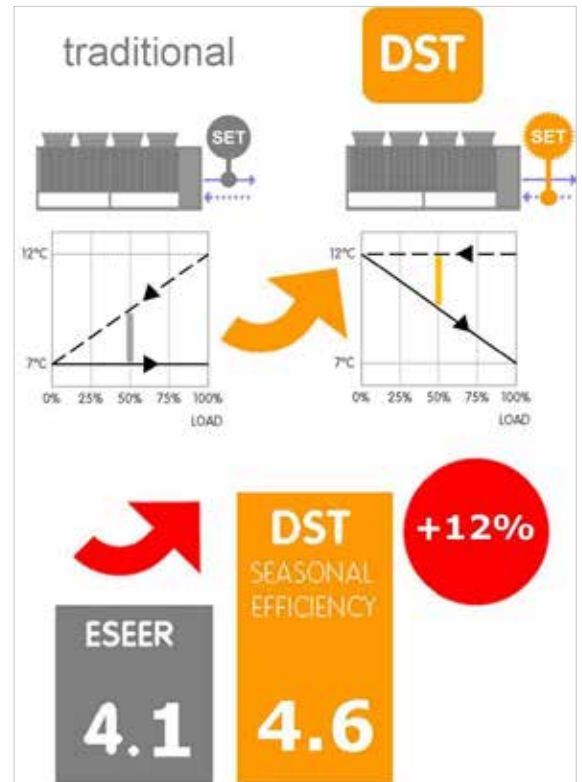 traditional
DST
SET
SET
12°C
7°C
0% 25% 50% 75% 100%
LOAD
12°C
7°C
0% 25% 50% 75% 100%
LOAD
DST
SEASONAL
EFFICIENCY
4.6
+12%
ESEER
4.1